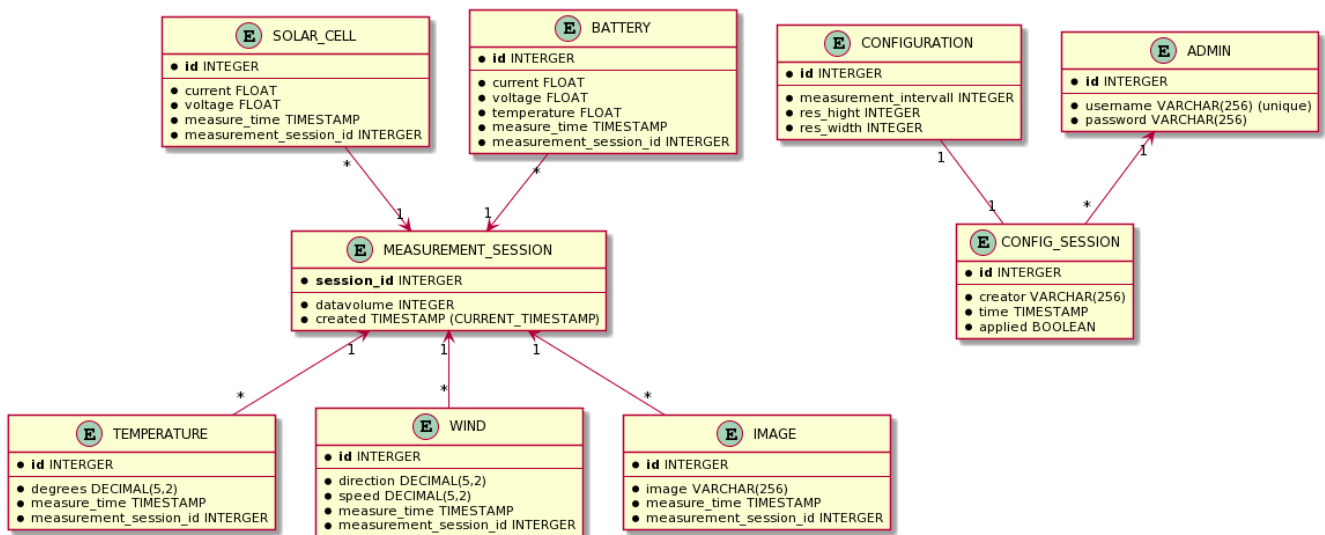 E SOLAR_CELL
id INTEGER
current FLOAT
voltage FLOAT
measure_time TIMESTAMP
measurement_session_id INTERGER
E BATTERY
id INTERGER
current FLOAT
voltage FLOAT
temperature FLOAT
measure_time TIMESTAMP
measurement_session_id INTERGER
E CONFIGURATION
id INTERGER
measurement_intervall INTEGER
res_hight INTEGER
res_width INTEGER
E ADMIN
id INTERGER
username VARCHAR(256) (unique)
password VARCHAR(256)
*
1
*
1
1
1
1
*
E MEASUREMENT_SESSION
session_id INTERGER
datavolume INTEGER
created TIMESTAMP (CURRENT_TIMESTAMP)
E CONFIG_SESSION
id INTERGER
creator VARCHAR(256)
time TIMESTAMP
applied BOOLEAN
1
*
1
*
1
*
E TEMPERATURE
id INTERGER
degrees DECIMAL(5,2)
measure_time TIMESTAMP
measurement_session_id INTERGER
E WIND
id INTERGER
direction DECIMAL(5,2)
speed DECIMAL(5,2)
measure_time TIMESTAMP
measurement_session_id INTERGER
E IMAGE
id INTERGER
image VARCHAR(256)
measure_time TIMESTAMP
measurement_session_id INTERGER